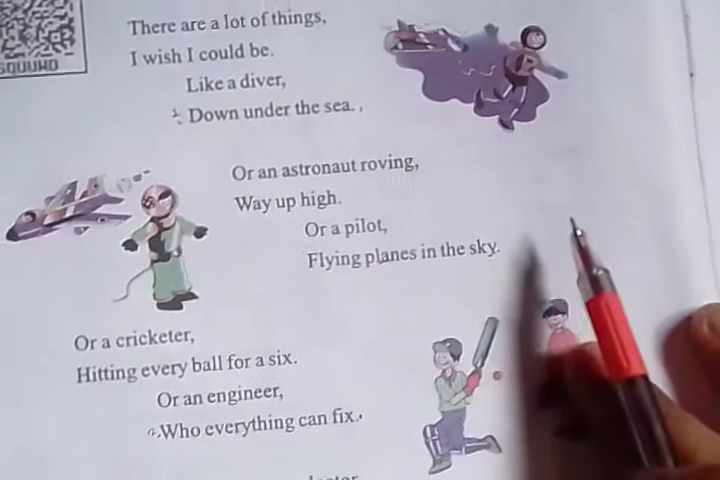 SQUUWD
There are a lot of things,
I wish I could be.
Like a diver,
Down under the sea.
Or an astronaut roving,
Way up high.
Or a pilot,
Flying planes in the sky.
Or a cricketer,
Hitting every ball for a six.
Or an engineer,
Who everything can fix.